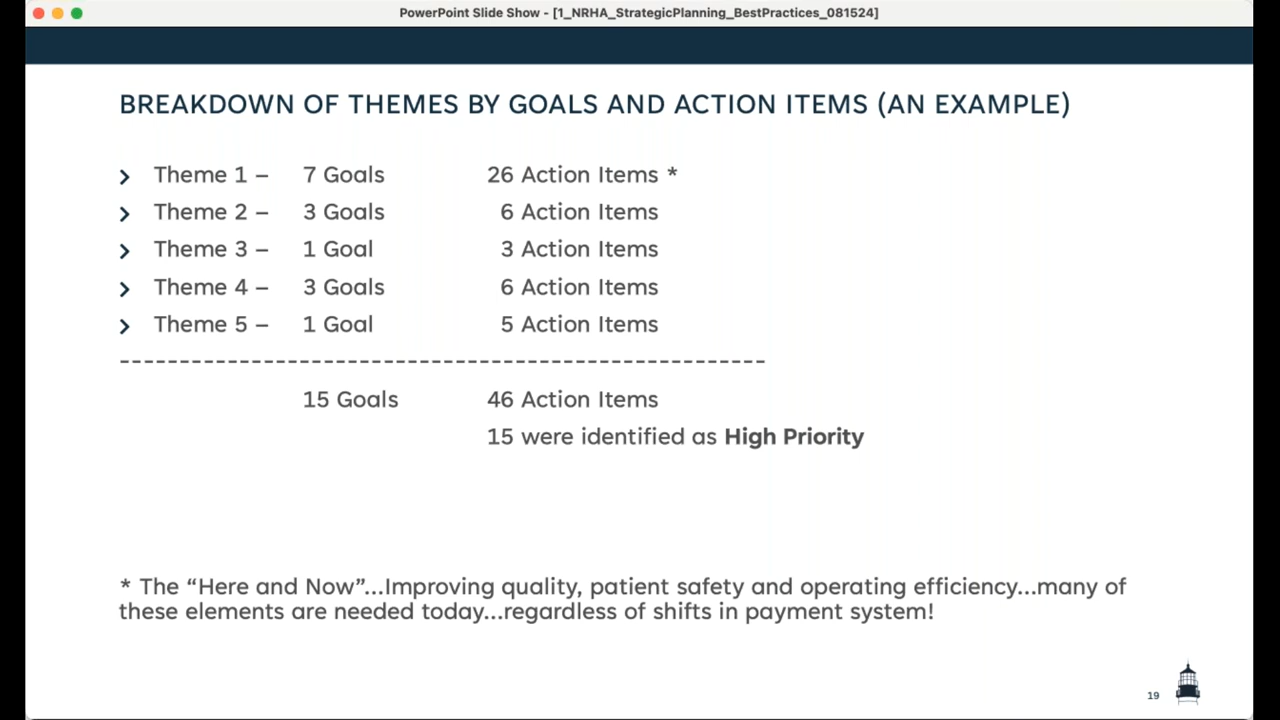 PowerPoint Slide Show - [1_NRHA_StrategicPlanning_BestPractices_081524]
BREAKDOWN OF THEMES BY GOALS AND ACTION ITEMS (AN EXAMPLE)
Theme 1 – 7 Goals 26 Action Items *
Theme 2 – 3 Goals 6 Action Items
Theme 3 – 1 Goal 3 Action Items
Theme 4 – 3 Goals 6 Action Items
Theme 5 – 1 Goal 5 Action Items
15 Goals 46 Action Items
15 were identified as High Priority
* The “Here and Now”...Improving quality, patient safety and operating efficiency...many of
these elements are needed today...regardless of shifts in payment system!
19